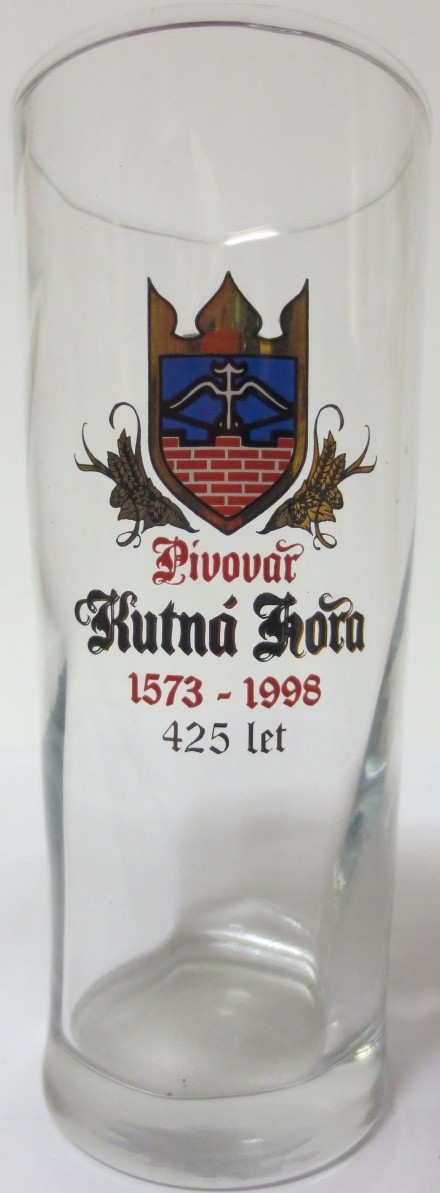 Pivovar
Kutná Hora
1573 - 1998
425 let